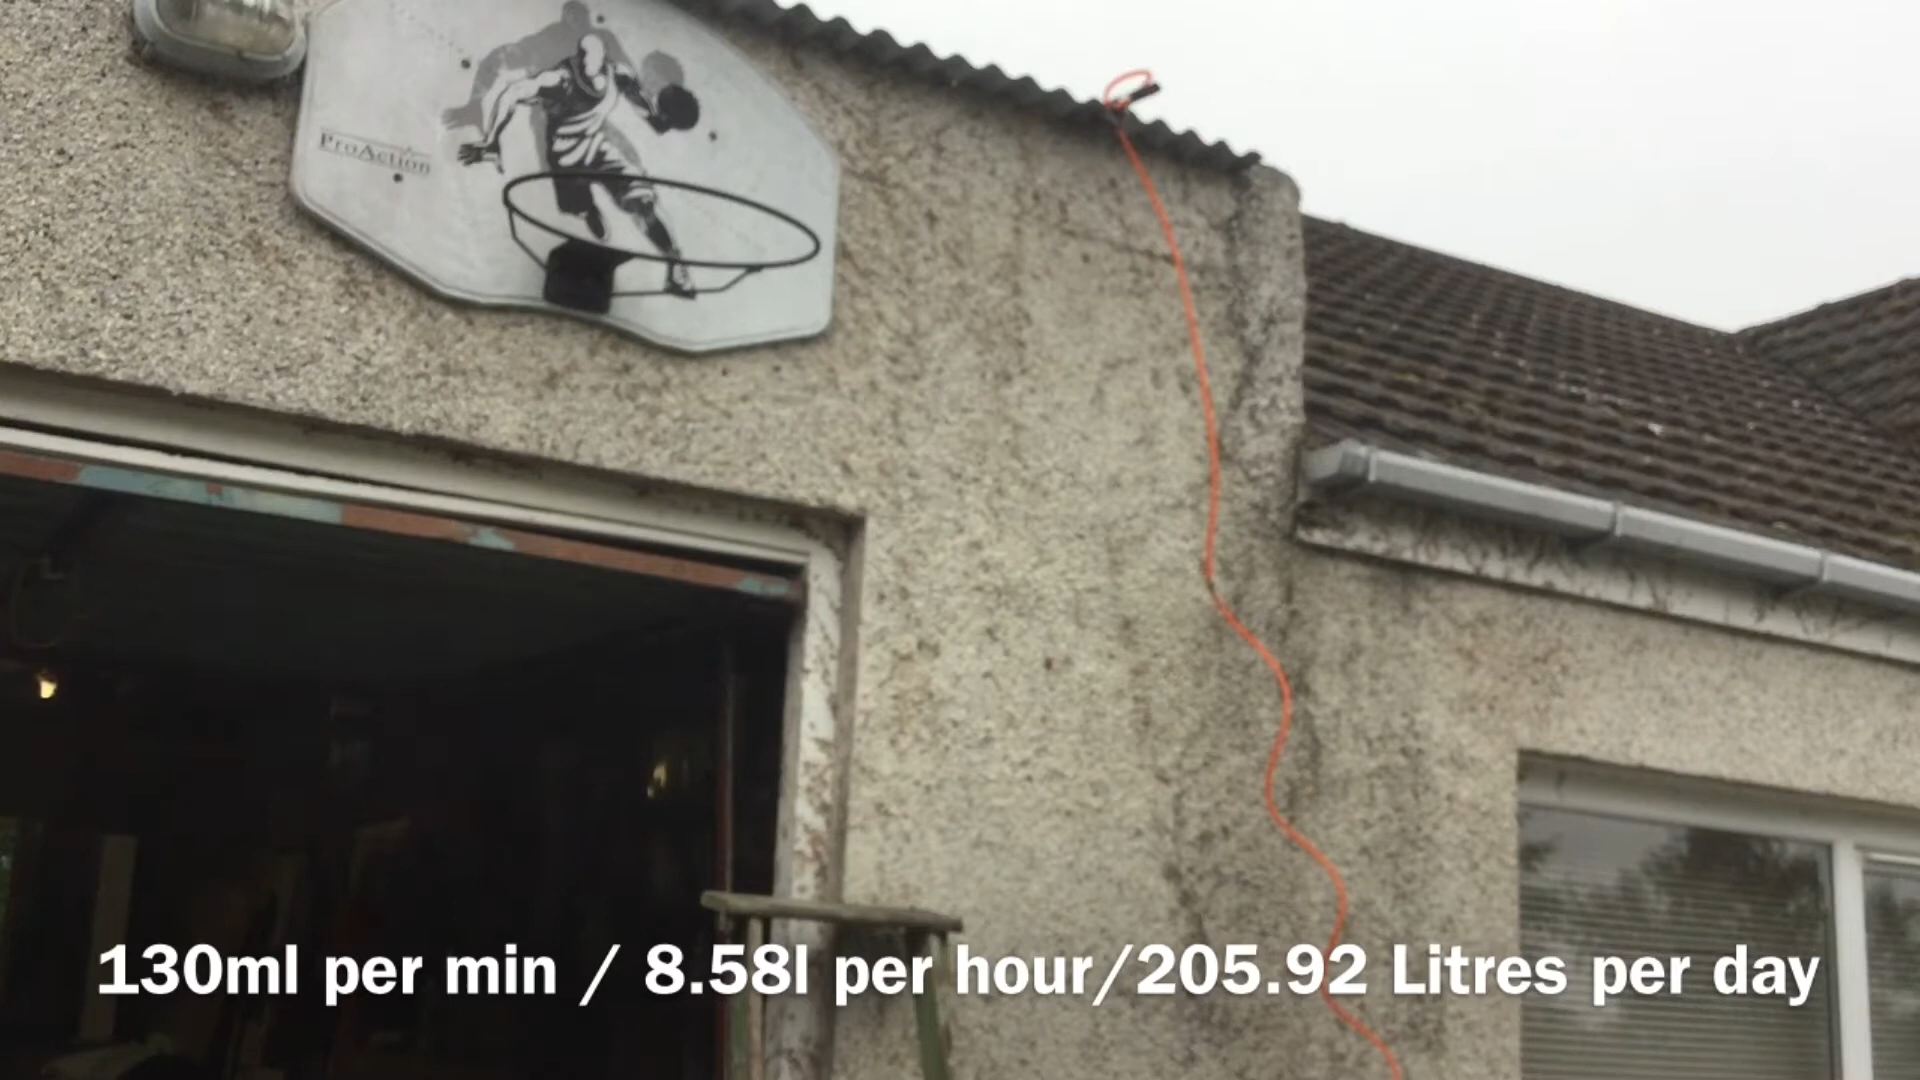 ProAction
130ml per min / 8.58l per hour/205.92 Litres per day